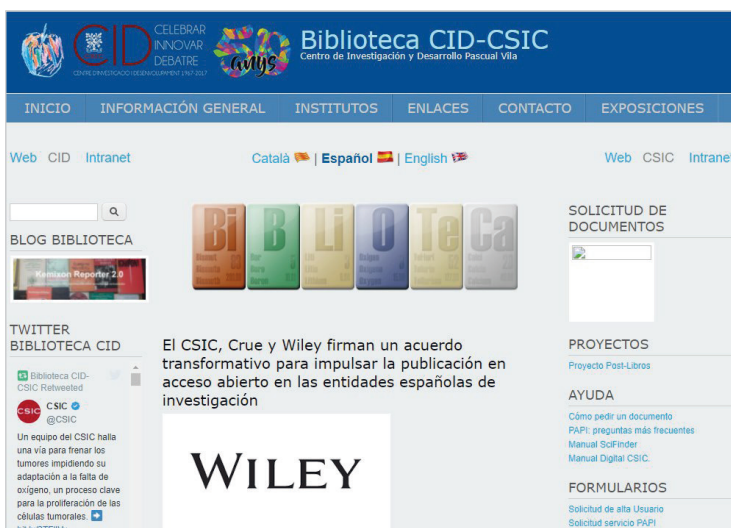 CID
CELEBRAR
INNOVAR
DEBATRE
CENTRE D'INVESTIGACIÓ I DESENVOLUPAMENT 1967-2017
50 anys
Biblioteca CID-CSIC
Centro de Investigación y Desarrollo Pascual Vila
INICIO INFORMACIÓN GENERAL INSTITUTOS ENLACES CONTACTO EXPOSICIONES
Web CID Intranet
Català | Español | English
Web CSIC Intranet
BLOG BIBLIOTECA
Kemixon Reporter 2.0
TWITTER
BIBLIOTECA CID
Biblioteca CID-
CSIC Retweeted
CSIC
CSIC
@CSIC
Un equipo del CSIC halla
una vía para frenar los
tumores impidiendo su
adaptación a la falta de
oxígeno, un proceso clave
para la proliferación de las
células tumorales.
Bi B Li O Te Ca
El CSIC, Crue y Wiley firman un acuerdo
transformativo para impulsar la publicación en
acceso abierto en las entidades españolas de
investigación
WILEY
SOLICITUD DE
DOCUMENTOS
PROYECTOS
Proyecto Post-Libros
AYUDA
Cómo pedir un documento
PAPI: preguntas más frecuentes
Manual SciFinder
Manual Digital CSIC.
FORMULARIOS
Solicitud de alta Usuario
Solicitud servicio PAPI